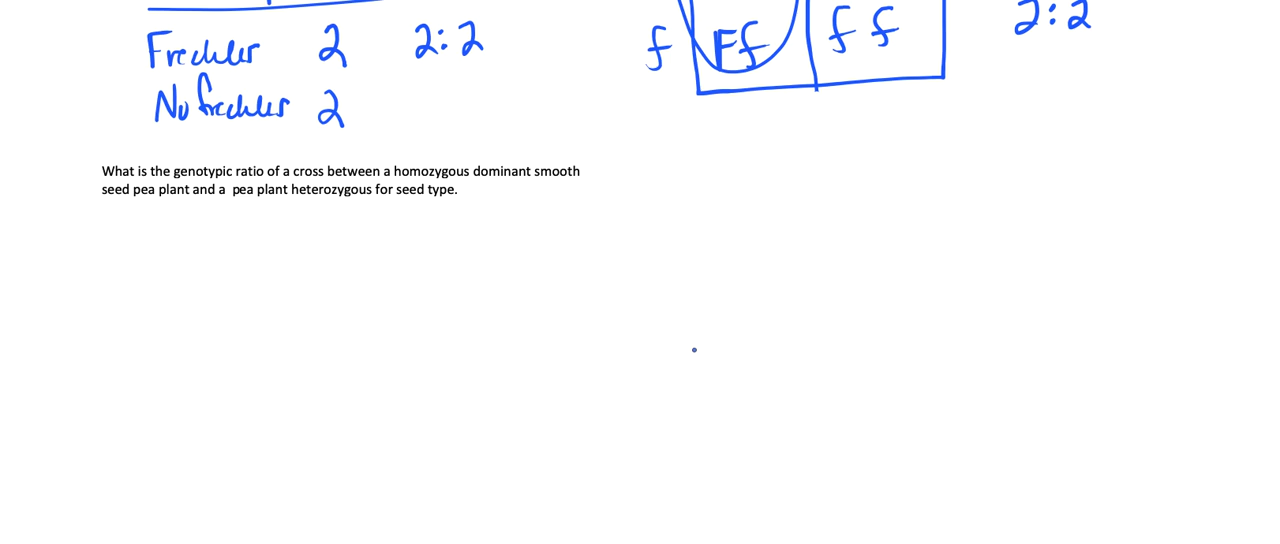 Freckles 2 2:2
No freckles 2
f Ff ff 2:2
What is the genotypic ratio of a cross between a homozygous dominant smooth
seed pea plant and a pea plant heterozygous for seed type.